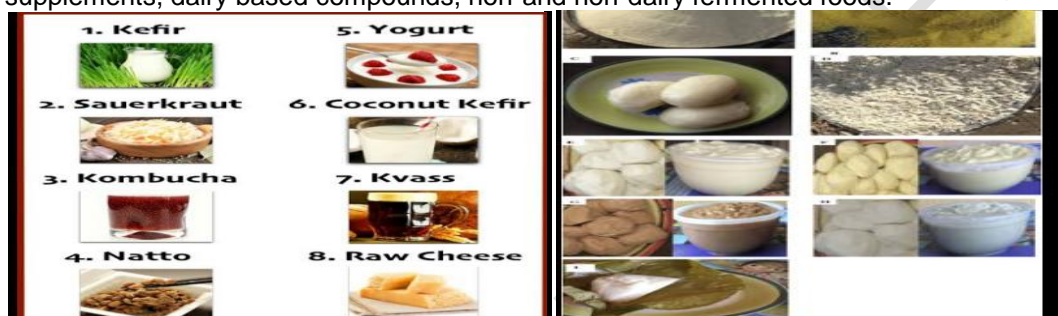 supplements, dairy based compounds, non-and non-dairy fermented foods.
1. Kefir
5. Yogurt
2. Sauerkraut
6. Coconut Kefir
3. Kombucha
7. Kvass
4. Natto
8. Raw Cheese